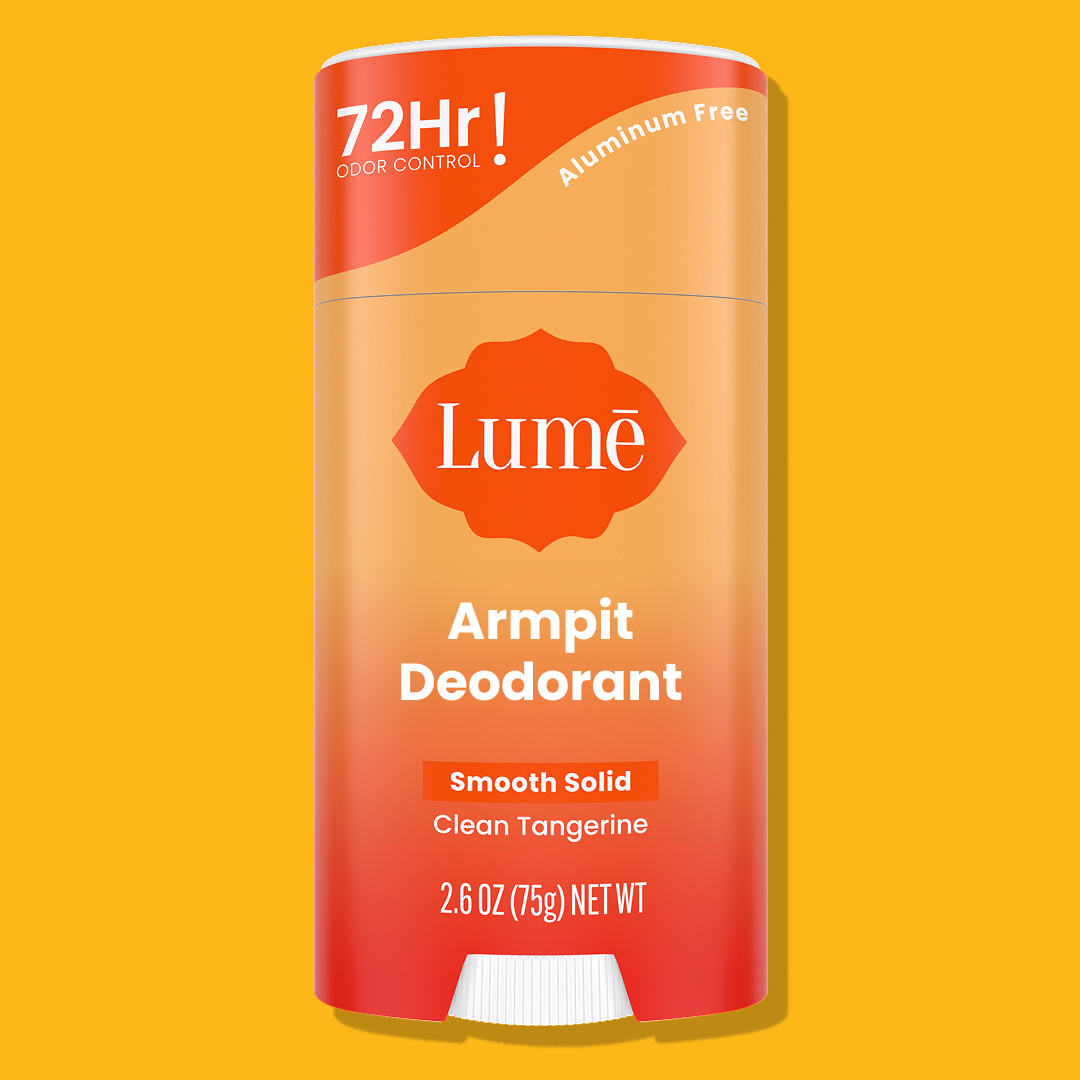 72Hr!
ODOR CONTROL
Aluminum Free
Lumē
Armpit
Deodorant
Smooth Solid
Clean Tangerine
2.6 OZ (75g) NET WT